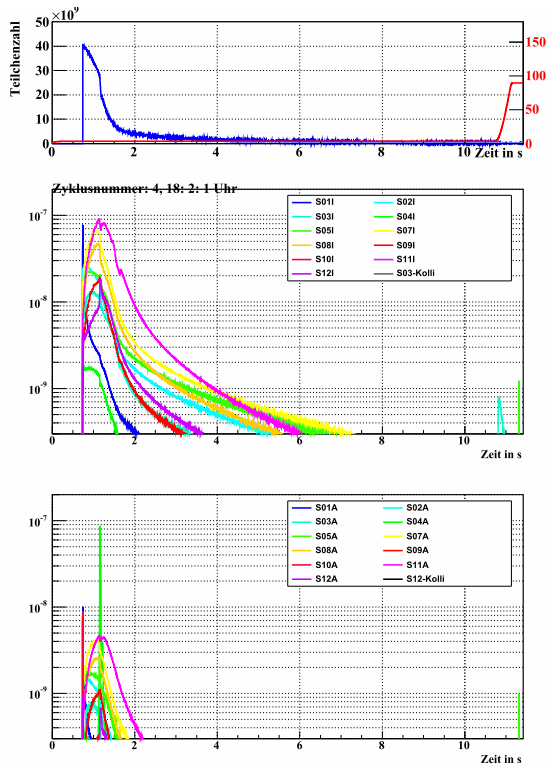 ×10⁹
Teilchenzahl
50
40
30
20
10
0
150
100
50
0
0 2 4 6 8 10
Zeit in s
Zyklusnummer: 4, 18: 2: 1 Uhr
10⁻⁷
10⁻⁸
10⁻⁹
S01I S02I
S03I S04I
S05I S07I
S08I S09I
S10I S11I
S12I S03-Kolli
0 2 4 6 8 10
Zeit in s
10⁻⁷
10⁻⁸
10⁻⁹
S01A S02A
S03A S04A
S05A S07A
S08A S09A
S10A S11A
S12A S12-Kolli
0 2 4 6 8 10
Zeit in s